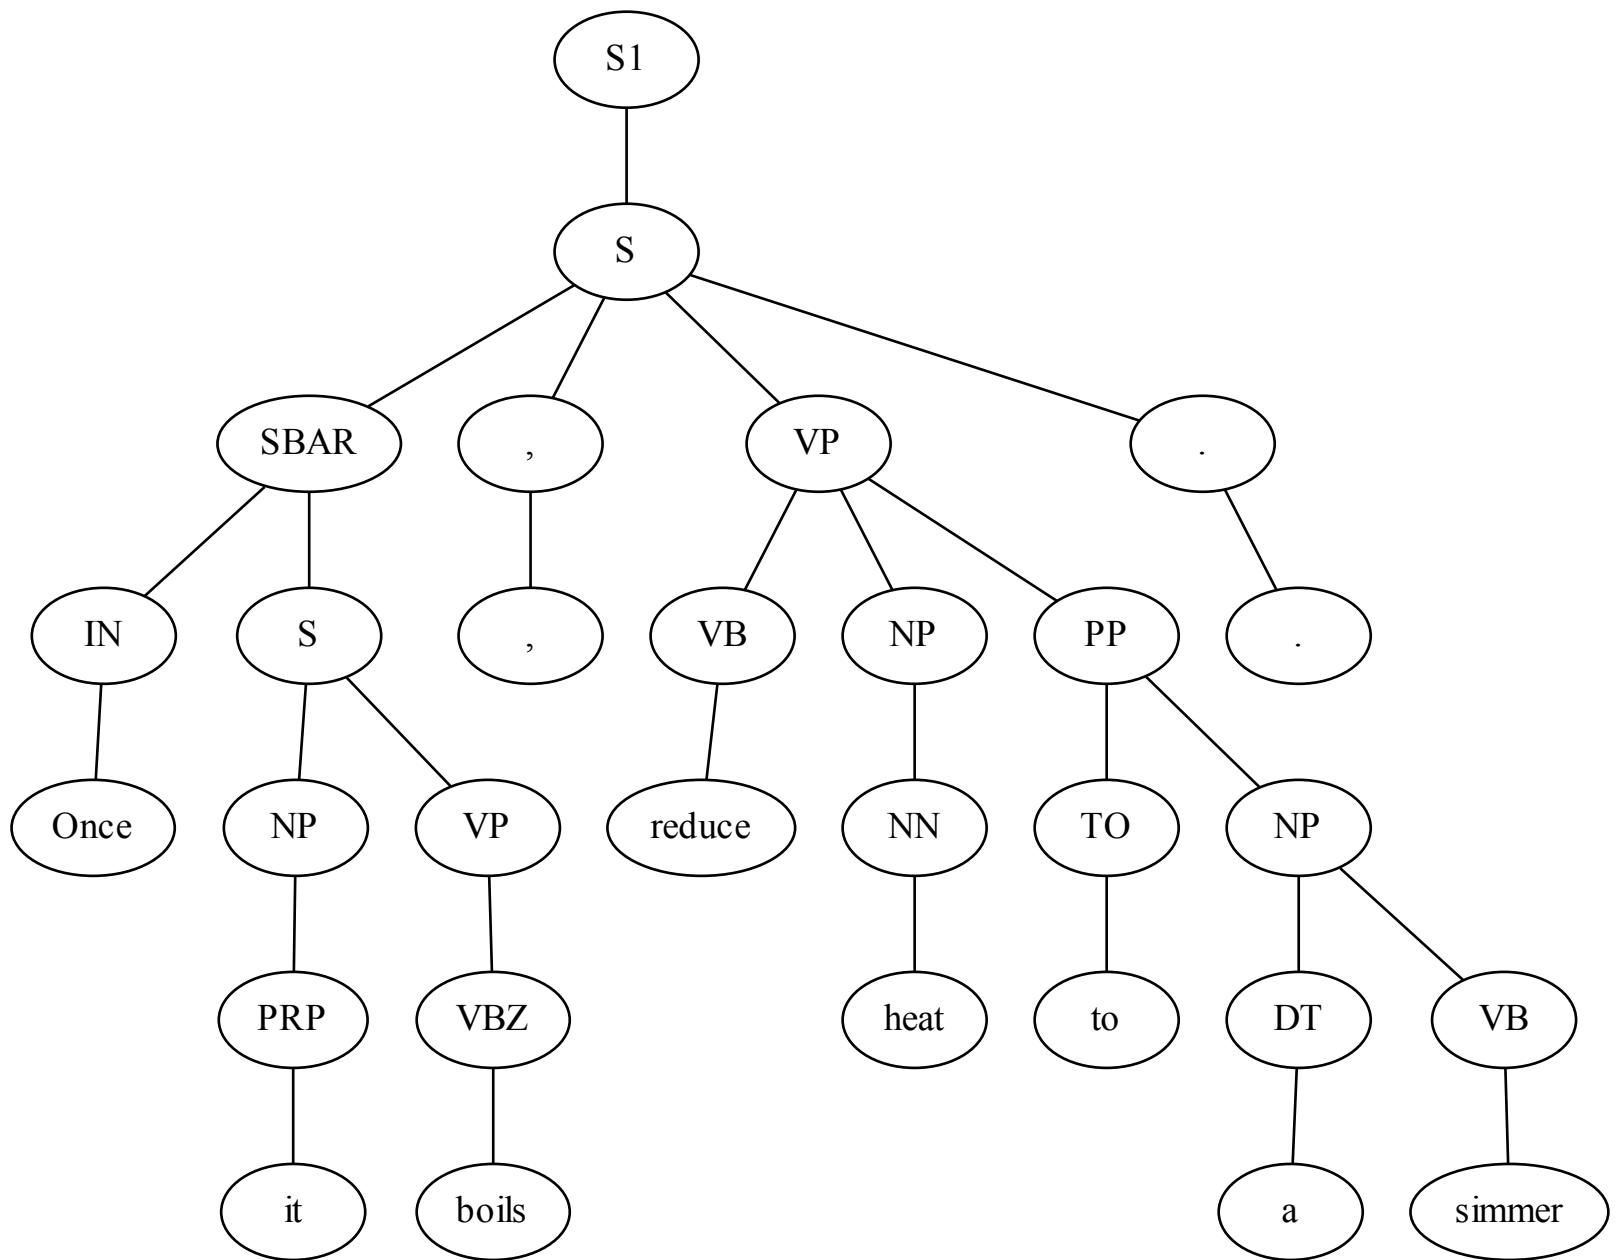 S1
S
SBAR , VP .
IN S , VB NP PP .
Once NP VP reduce NN TO NP
PRP VBZ heat to DT VB
it boils a simmer